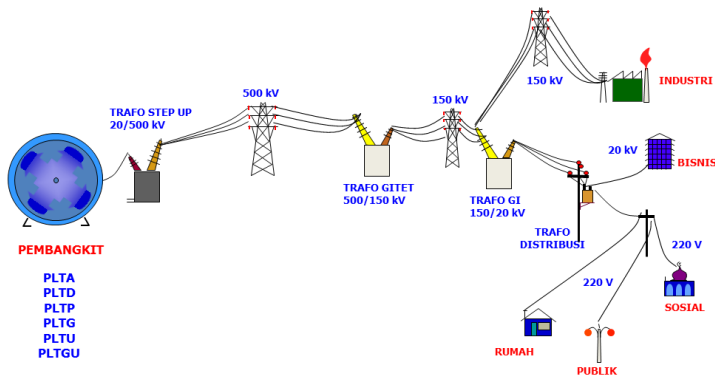 PEMBANGKIT
PLTA
PLTD
PLTP
PLTG
PLTU
PLTGU
TRAFO STEP UP
20/500 kV
500 kV
TRAFO GITET
500/150 kV
150 kV
TRAFO GI
150/20 kV
150 kV
INDUSTRI
20 kV
BISNIS
TRAFO
DISTRIBUSI
220 V
SOSIAL
220 V
RUMAH
PUBLIK